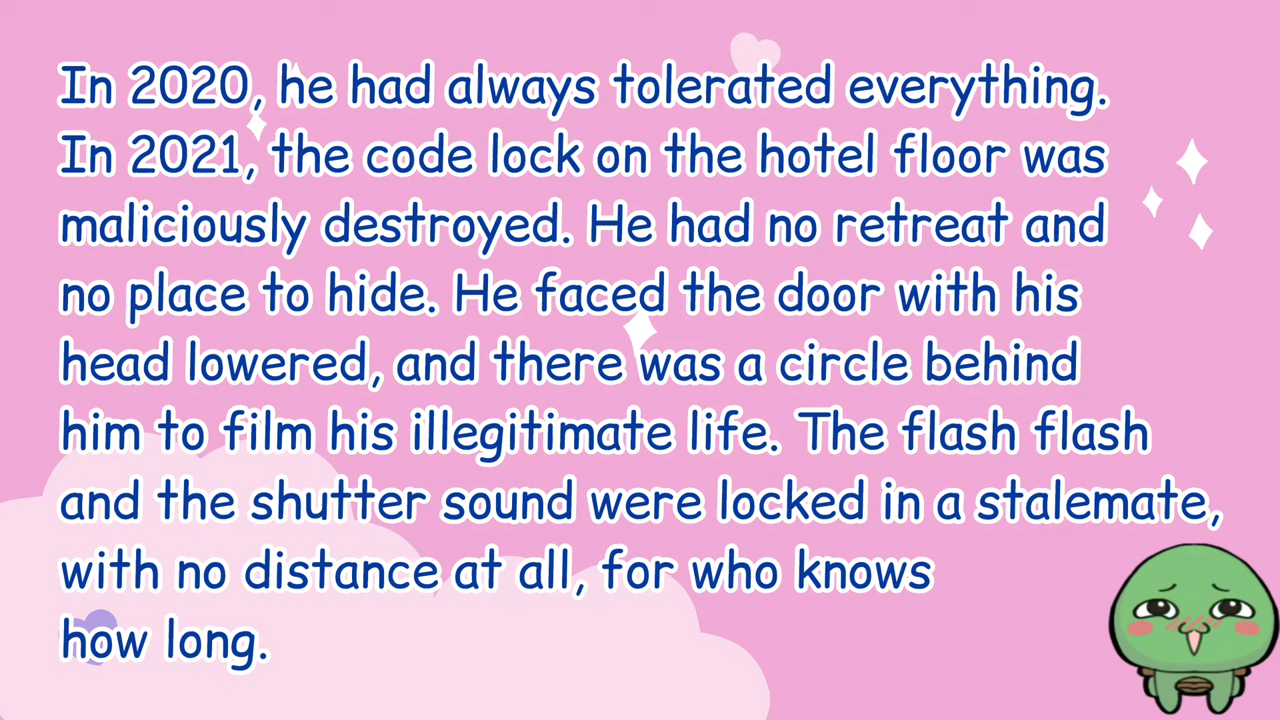 In 2020, he had always tolerated everything.
In 2021, the code lock on the hotel floor was
maliciously destroyed. He had no retreat and
no place to hide. He faced the door with his
head lowered, and there was a circle behind
him to film his illegitimate life. The flash flash
and the shutter sound were locked in a stalemate,
with no distance at all, for who knows
how long.